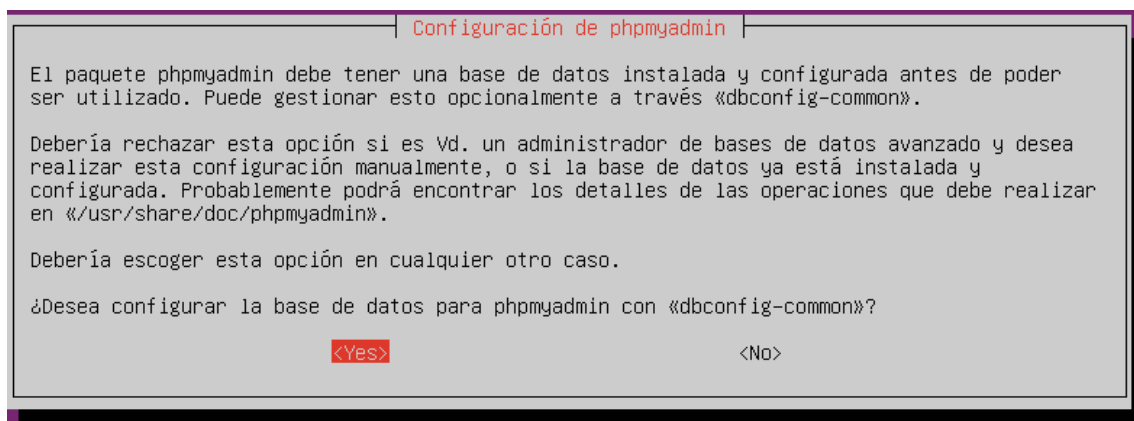 Configuración de phpmyadmin
El paquete phpmyadmin debe tener una base de datos instalada y configurada antes de poder
ser utilizado. Puede gestionar esto opcionalmente a través «dbconfig-common».
Debería rechazar esta opción si es Vd. un administrador de bases de datos avanzado y desea
realizar esta configuración manualmente, o si la base de datos ya está instalada y
configurada. Probablemente podrá encontrar los detalles de las operaciones que debe realizar
en «/usr/share/doc/phpmyadmin».
Debería escoger esta opción en cualquier otro caso.
¿Desea configurar la base de datos para phpmyadmin con «dbconfig-common»?
<Yes> <No>